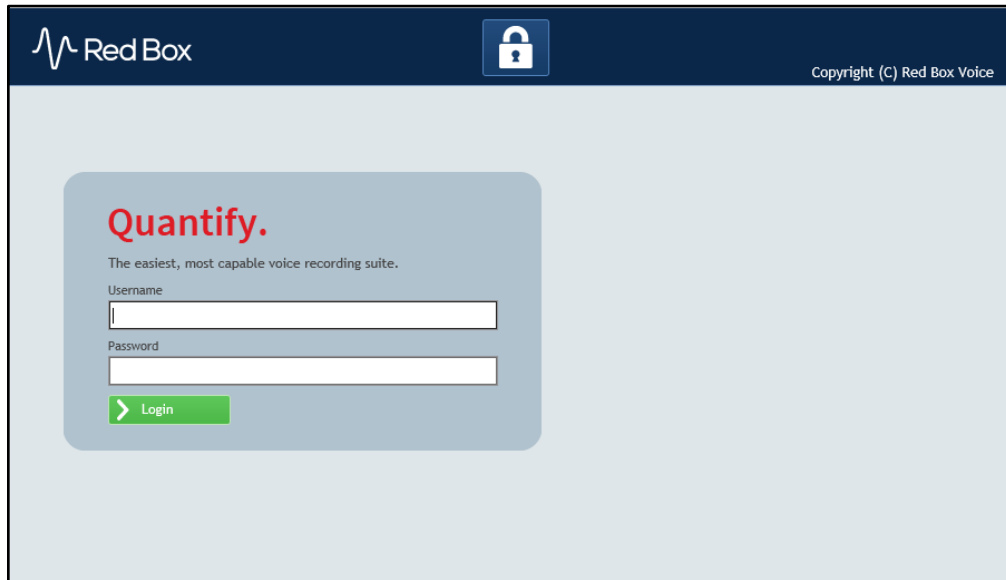 Red Box
Copyright (C) Red Box Voice
Quantify.
The easiest, most capable voice recording suite.
Username
Password
Login